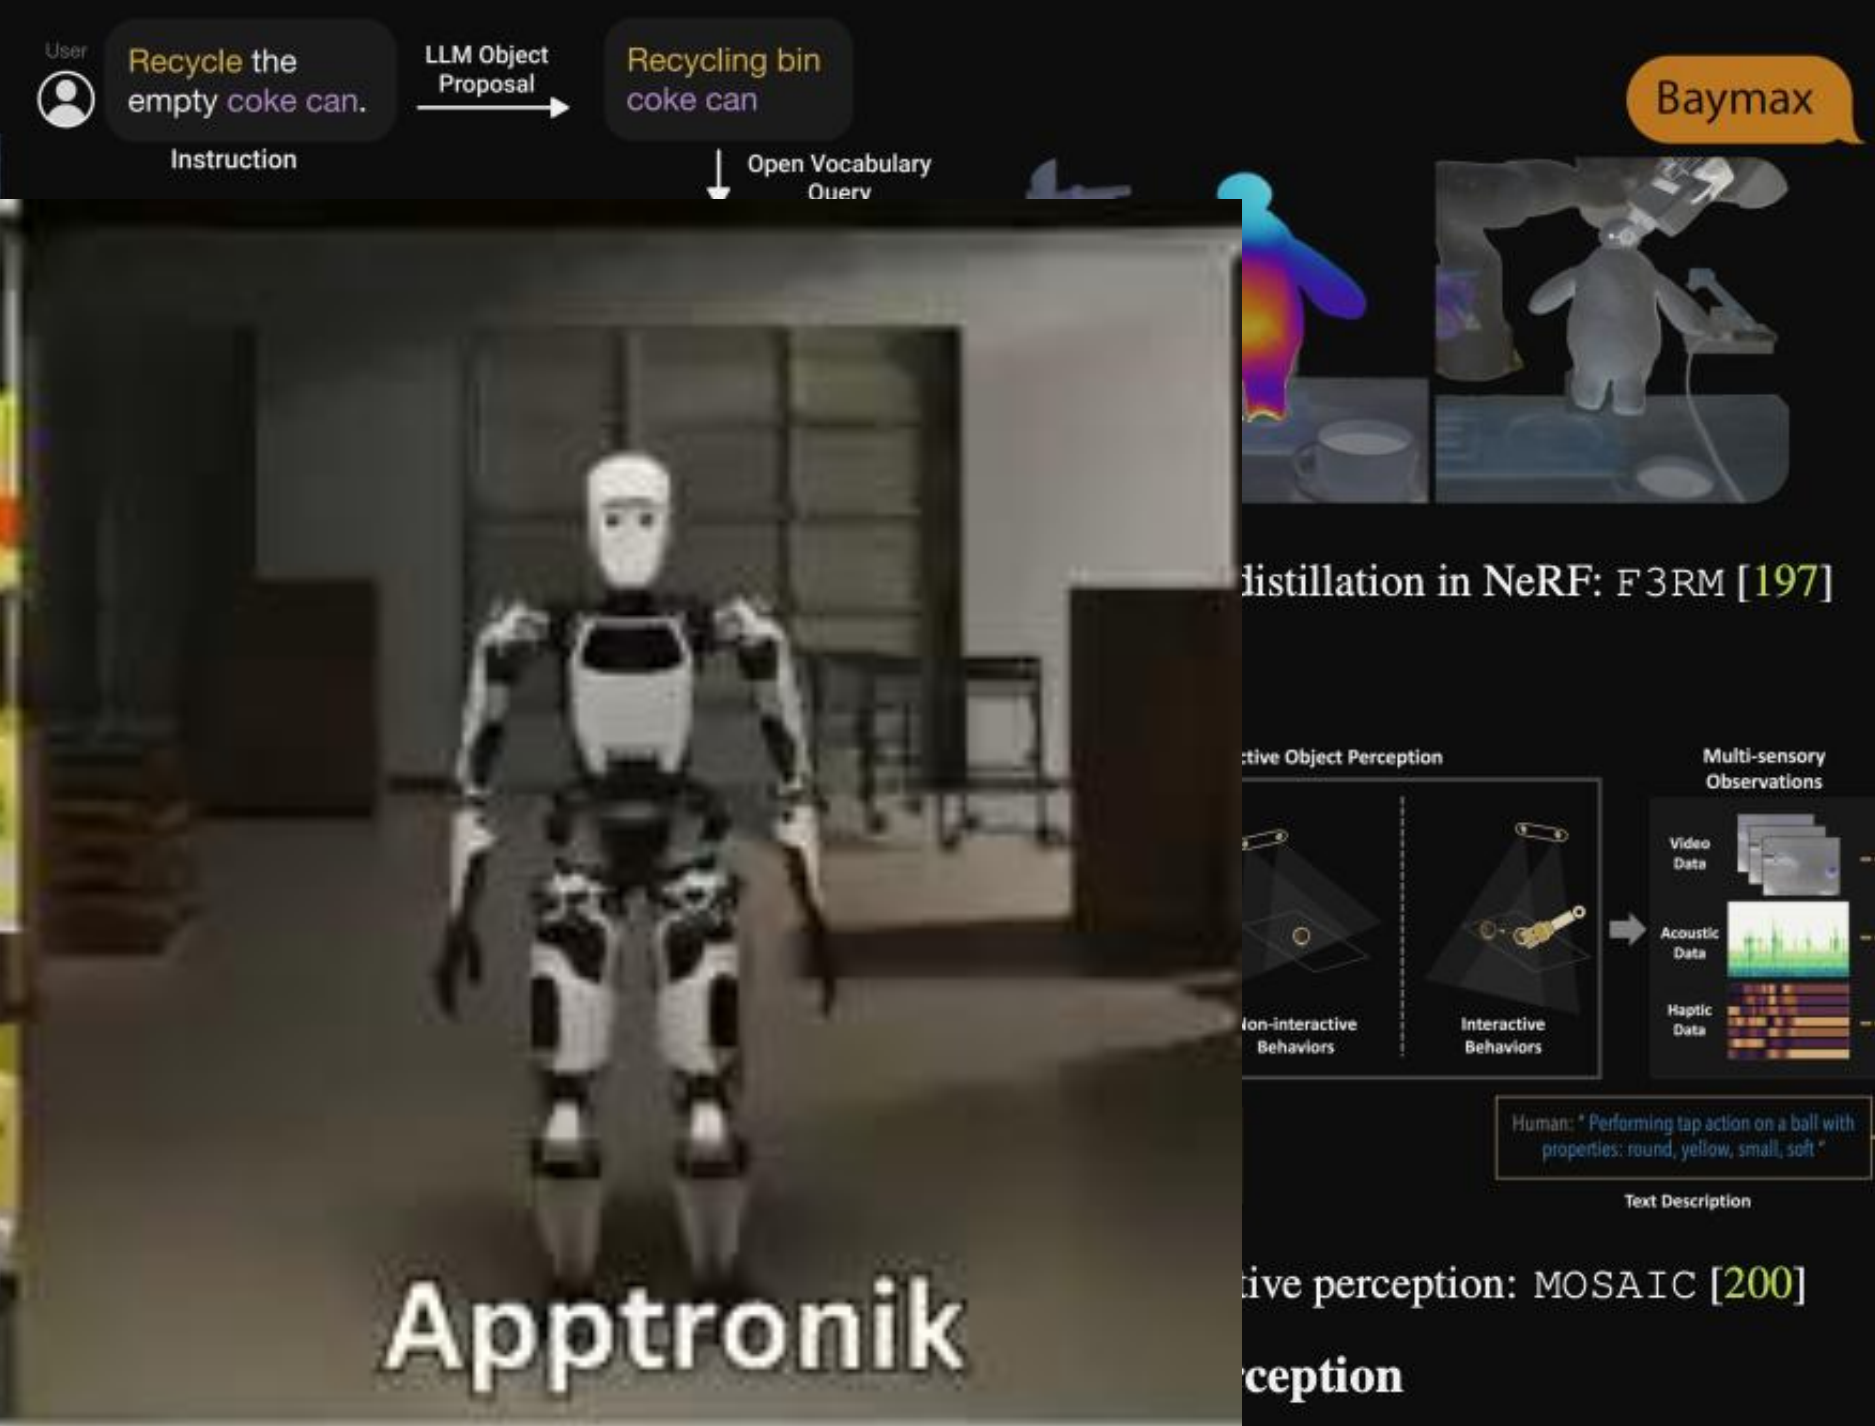 User
Recycle the
empty coke can.
Instruction
LLM Object
Proposal
Recycling bin
coke can
Open Vocabulary
Query
Baymax
distillation in NeRF: F3RM [197]
ctive Object Perception
Multi-sensory
Observations
Video
Data
Acoustic
Data
Haptic
Data
Non-interactive
Behaviors
Interactive
Behaviors
Human: " Performing tap action on a ball with
properties: round, yellow, small, soft "
Text Description
tive perception: MOSAIC [200]
ception
Apptronik